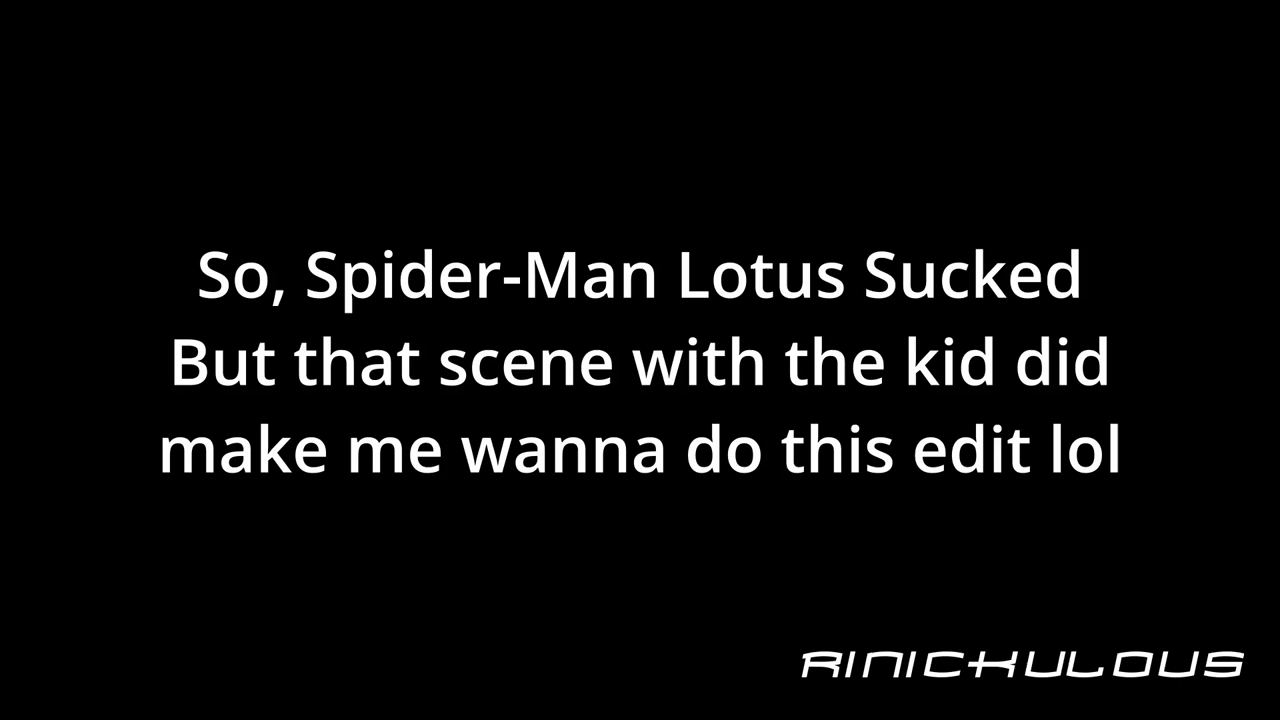 So, Spider-Man Lotus Sucked
But that scene with the kid did
make me wanna do this edit lol
RINICKULOUS